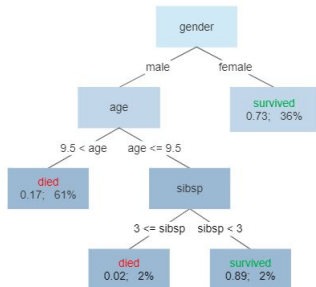 gender
male
female
age
survived
0.73; 36%
9.5 < age
age <= 9.5
died
0.17; 61%
sibsp
3 <= sibsp
sibsp < 3
died
0.02; 2%
survived
0.89; 2%